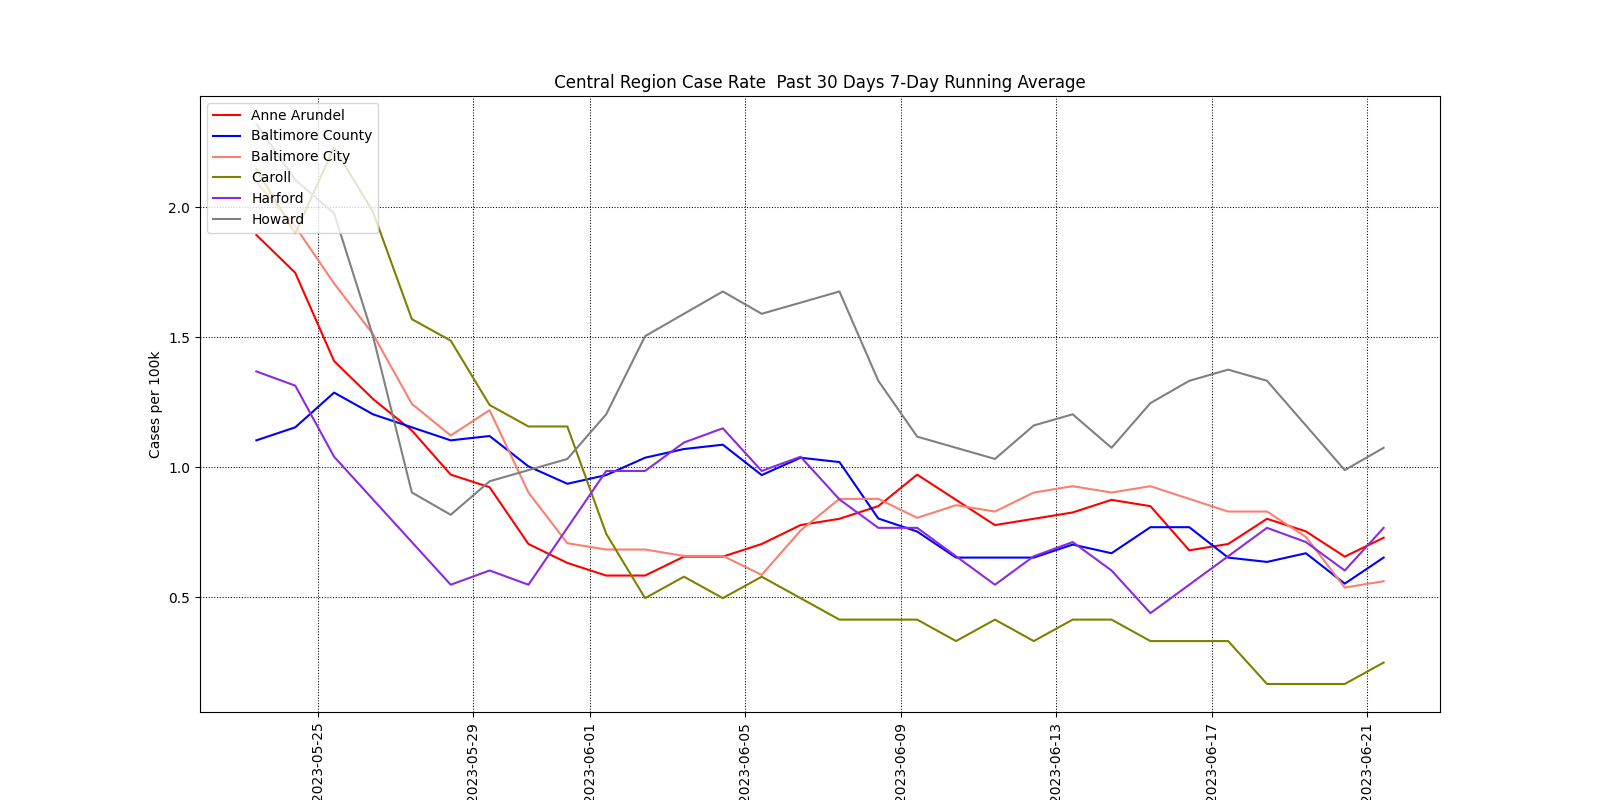 Central Region Case Rate  Past 30 Days 7-Day Running Average
Anne Arundel
Baltimore County
Baltimore City
Caroll
Harford
Howard
Cases per 100k
2.0
1.5
1.0
0.5
2023-05-25
2023-05-29
2023-06-01
2023-06-05
2023-06-09
2023-06-13
2023-06-17
2023-06-21